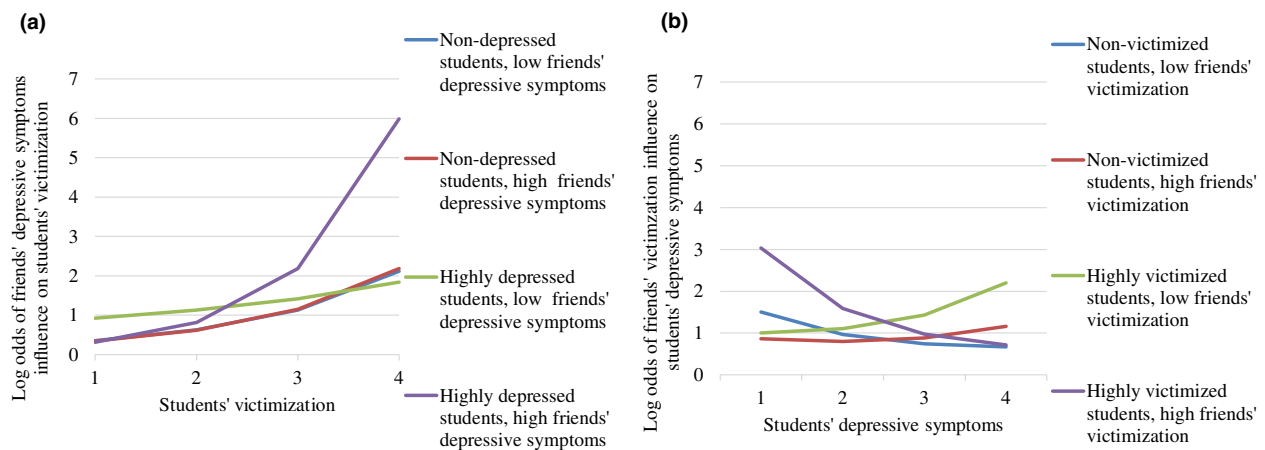 (a)
Log odds of friends' depressive symptoms
influence on students' victimization
7
6
5
4
3
2
1
0
1 2 3 4
Students' victimization
Non-depressed
students, low friends'
depressive symptoms
Non-depressed
students, high friends'
depressive symptoms
Highly depressed
students, low friends'
depressive symptoms
Highly depressed
students, high friends'
depressive symptoms
(b)
Log odds of friends' victimzation influence on
students' depressive symptoms
7
6
5
4
3
2
1
0
1 2 3 4
Students' depressive symptoms
Non-victimized
students, low friends'
victimization
Non-victimized
students, high friends'
victimization
Highly victimized
students, low friends'
victimization
Highly victimized
students, high friends'
victimization